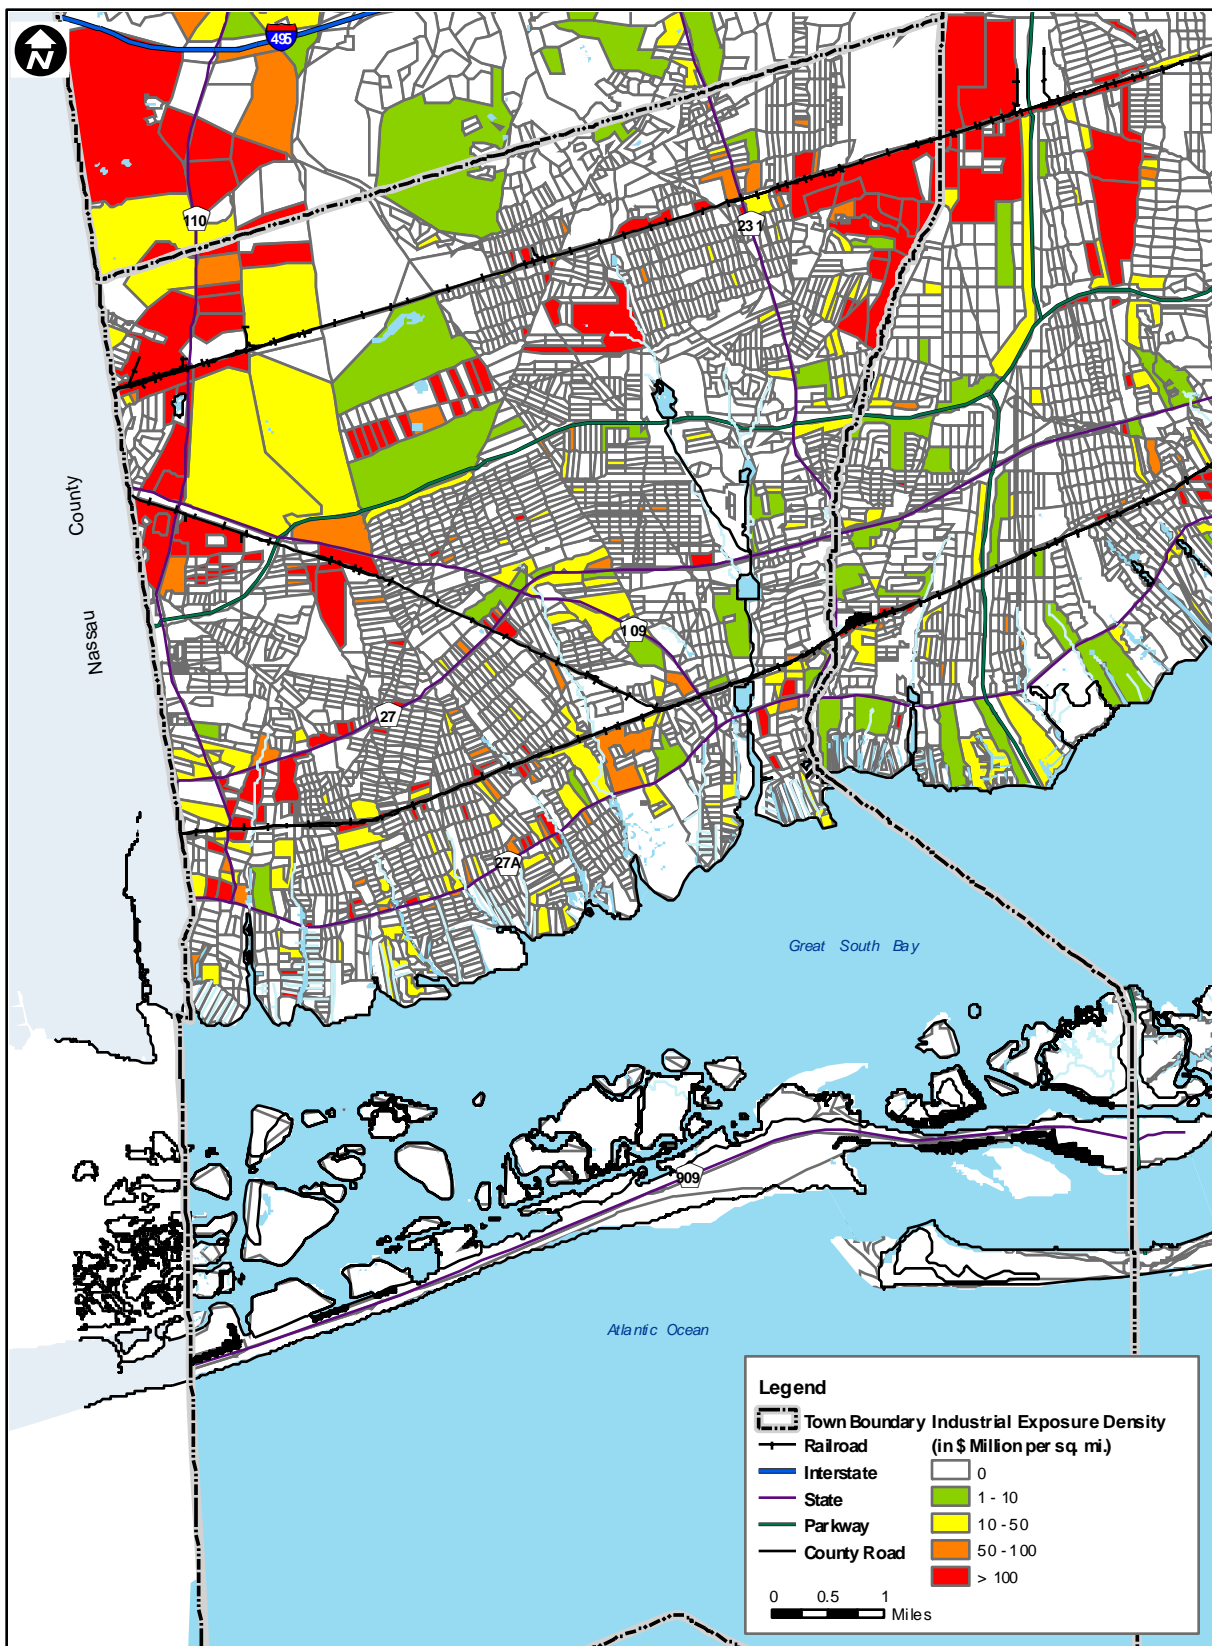 N
495
110
231
County
Nassau
109
27
27A
Great South Bay
909
Atlantic Ocean
Legend
Town Boundary
Railroad
Interstate
State
Parkway
County Road
Industrial Exposure Density
(in $ Million per sq. mi.)
0
1 - 10
10 - 50
50 - 100
> 100
0 0.5 1
Miles